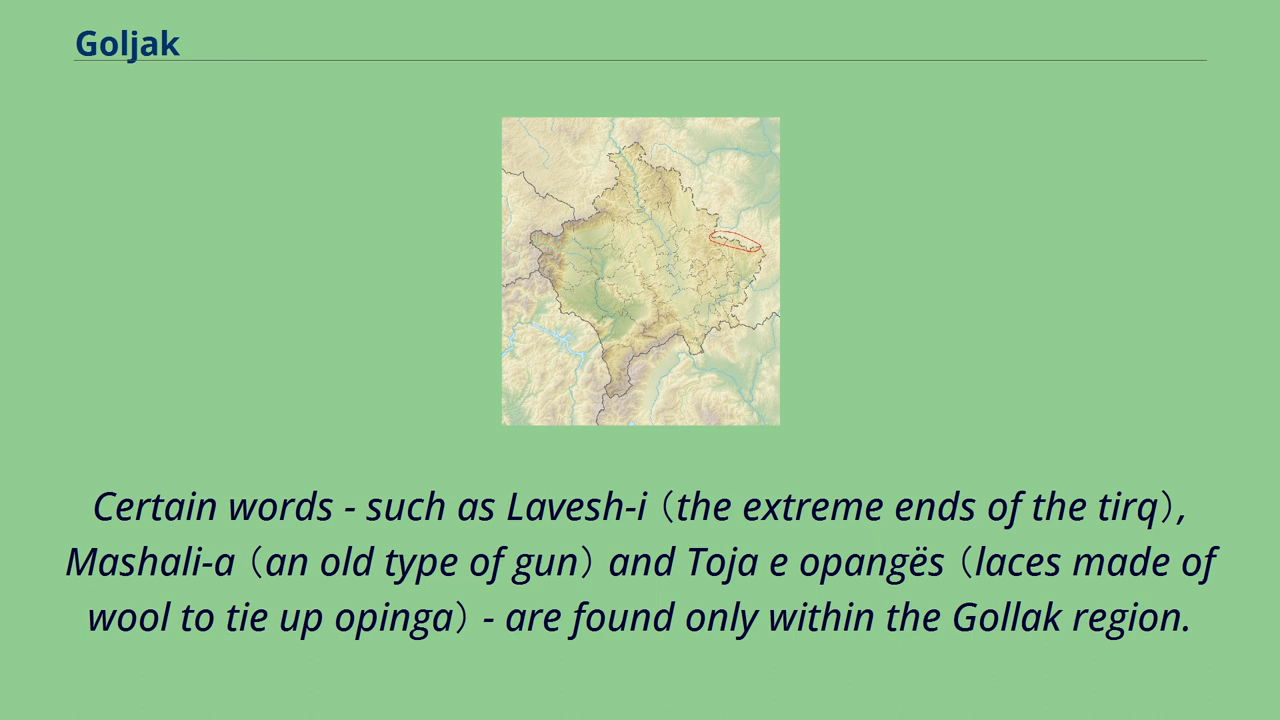 Goljak
Certain words - such as Lavesh-i (the extreme ends of the tirq),
Mashali-a (an old type of gun) and Toja e opangës (laces made of
wool to tie up opinga) - are found only within the Gollak region.